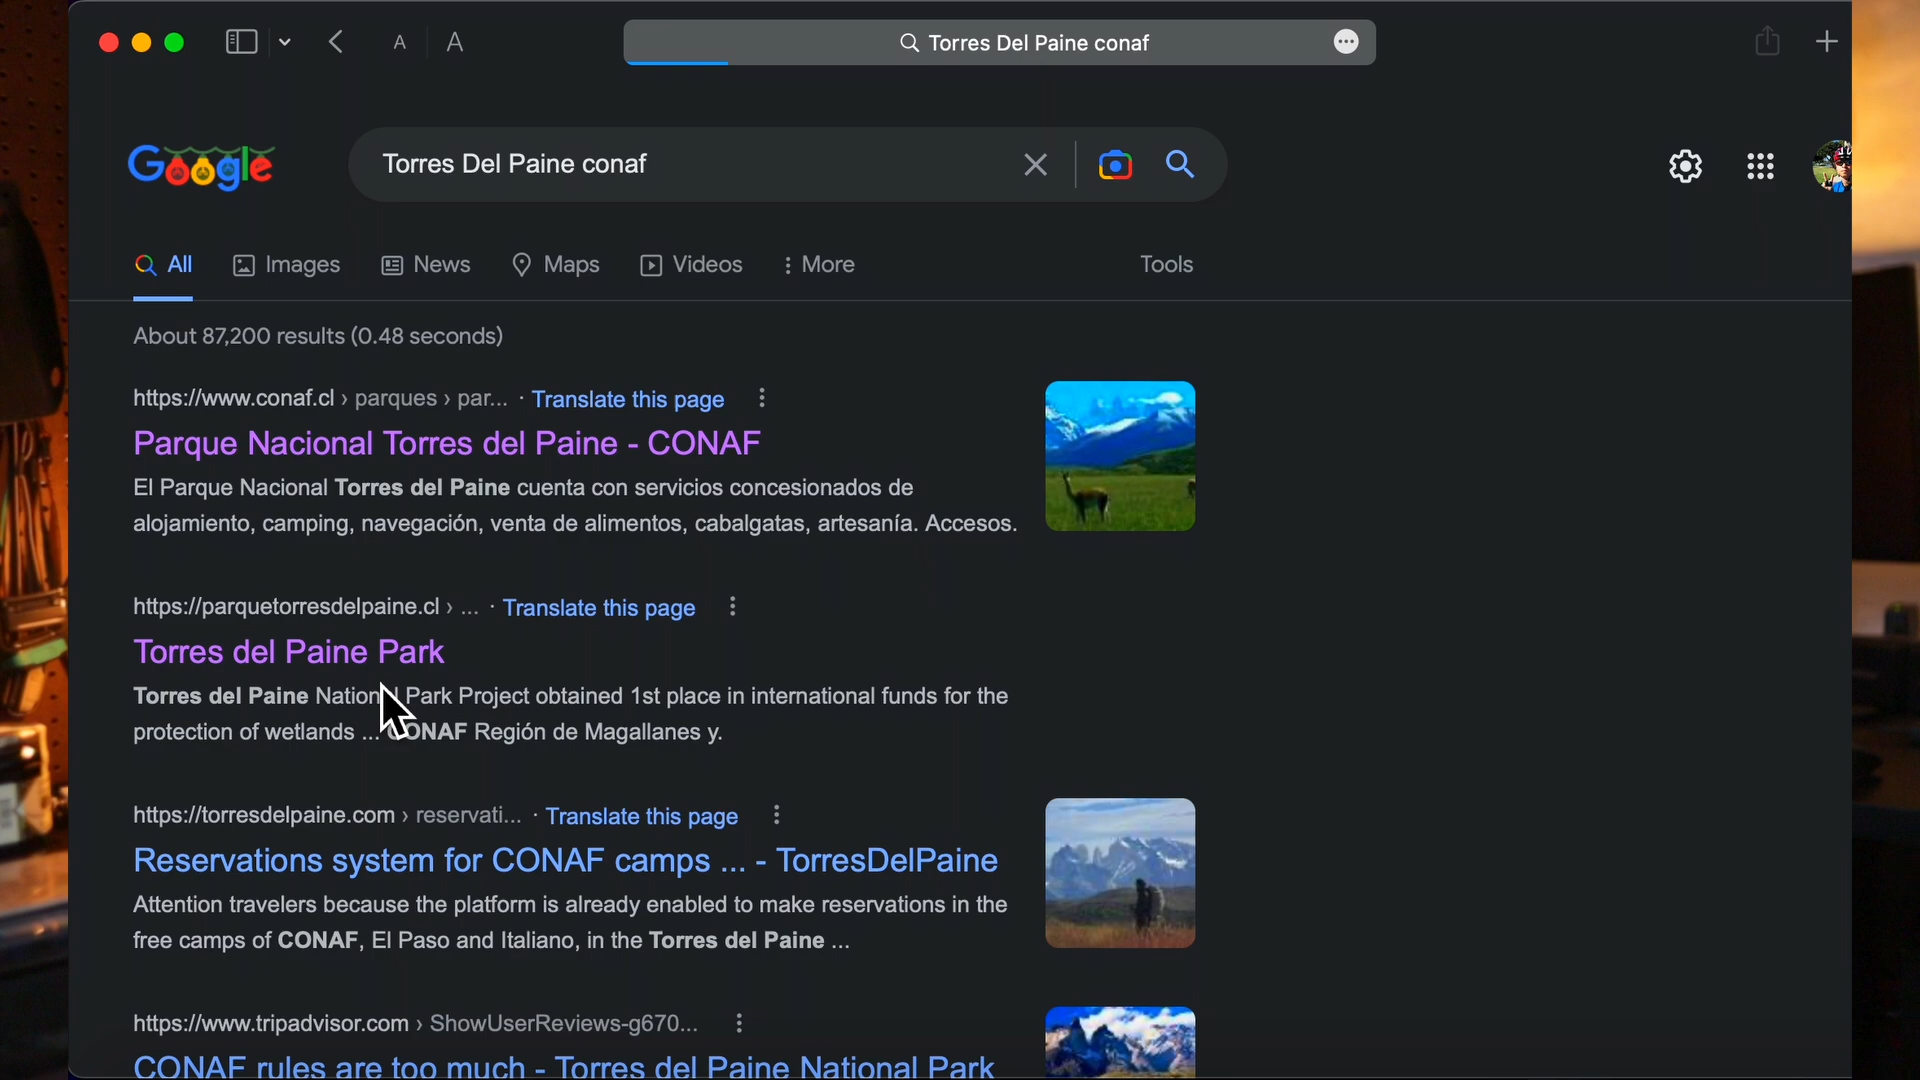 A A Torres Del Paine conaf
Google Torres Del Paine conaf
All Images News Maps Videos More Tools
About 87,200 results (0.48 seconds)
https://www.conaf.cl › parques › par... · Translate this page
Parque Nacional Torres del Paine - CONAF
El Parque Nacional Torres del Paine cuenta con servicios concesionados de
alojamiento, camping, navegación, venta de alimentos, cabalgatas, artesanía. Accesos.
https://parquetorresdelpaine.cl › ... · Translate this page
Torres del Paine Park
Torres del Paine National Park Project obtained 1st place in international funds for the
protection of wetlands ... CONAF Región de Magallanes y.
https://torresdelpaine.com › reservati... · Translate this page
Reservations system for CONAF camps ... - TorresDelPaine
Attention travelers because the platform is already enabled to make reservations in the
free camps of CONAF, El Paso and Italiano, in the Torres del Paine ...
https://www.tripadvisor.com › ShowUserReviews-g670...
CONAF rules are too much - Torres del Paine National Park